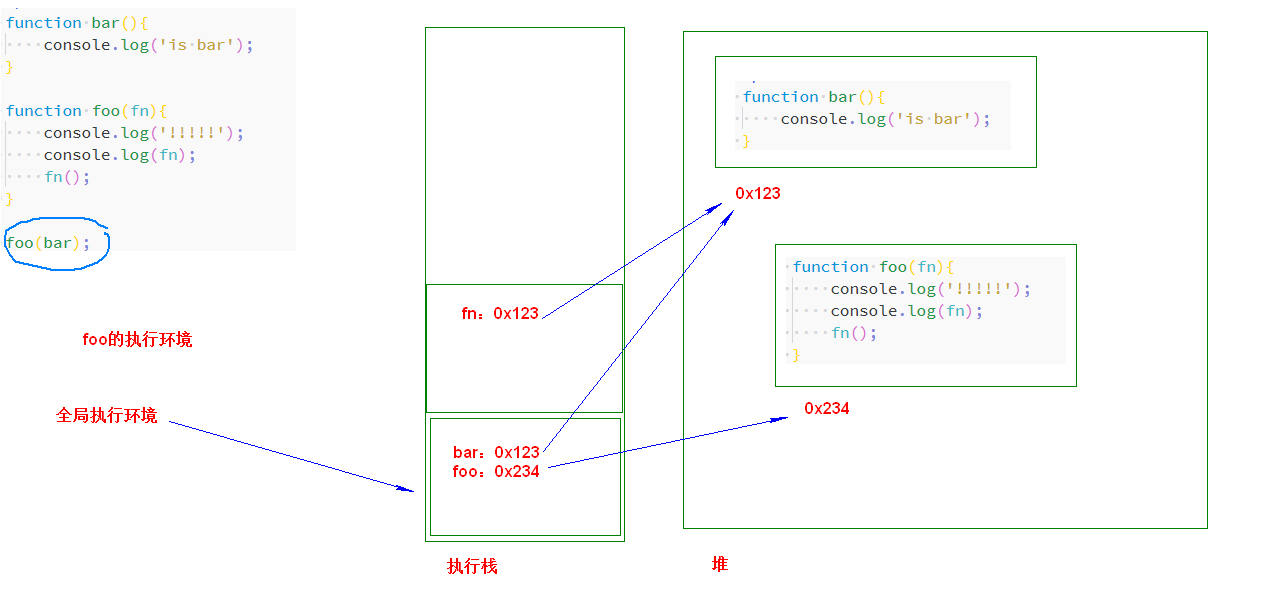 function bar(){
    console.log('is bar');
}
function foo(fn){
    console.log('!!!!!');
    console.log(fn);
    fn();
}
foo(bar);
foo的执行环境
全局执行环境
fn：0x123
bar：0x123
foo：0x234
执行栈
function bar(){
    console.log('is bar');
}
0x123
function foo(fn){
    console.log('!!!!!');
    console.log(fn);
    fn();
}
0x234
堆